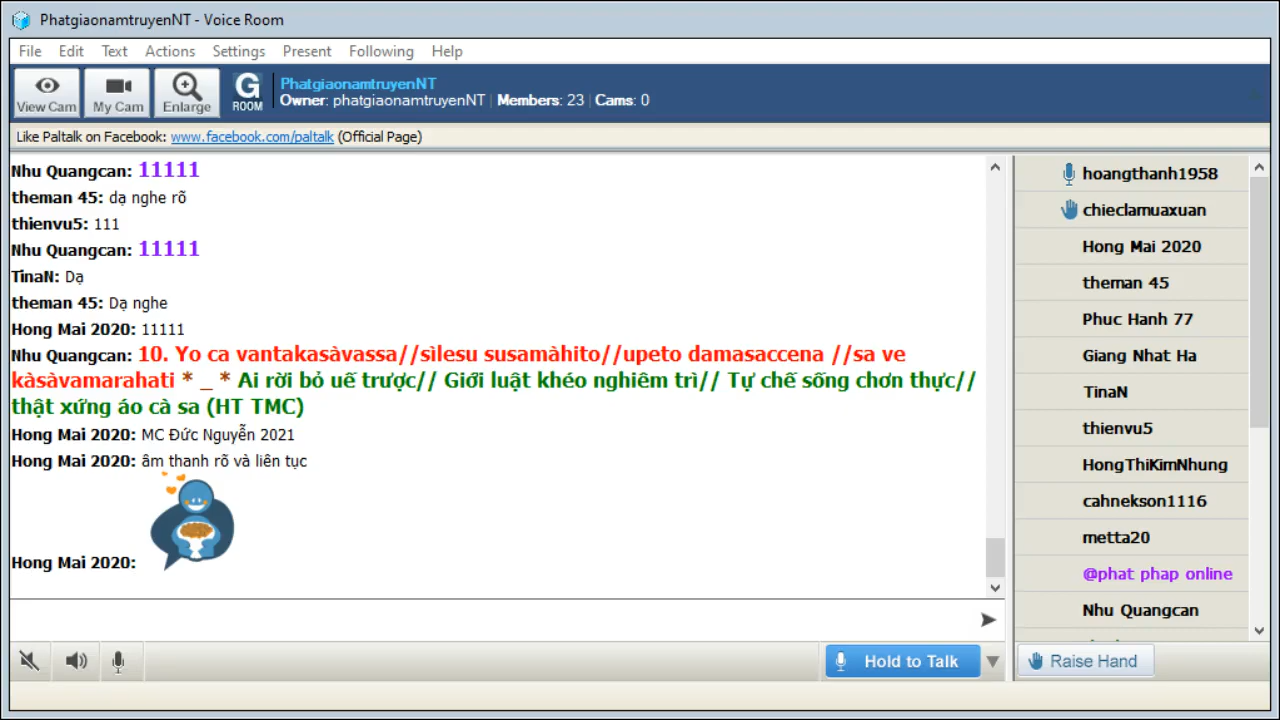 PhatgiaonamtruyenNT - Voice Room
File Edit Text Actions Settings Present Following Help
View Cam My Cam Enlarge G ROOM
PhatgiaonamtruyenNT
Owner: phatgiaonamtruyenNT | Members: 23 | Cams: 0
Like Paltalk on Facebook: www.facebook.com/paltalk (Official Page)
Nhu Quangcan: 11111
theman 45: dạ nghe rõ
thienvu5: 111
Nhu Quangcan: 11111
TinaN: Dạ
theman 45: Dạ nghe
Hong Mai 2020: 11111
Nhu Quangcan: 10. Yo ca vantakasàvassa//sìlesu susamàhito//upeto damasaccena //sa ve
kàsàvamarahati * _ * Ai rời bỏ uế trược// Giới luật khéo nghiêm trì// Tự chế sống chơn thực//
thật xứng áo cà sa (HT TMC)
Hong Mai 2020: MC Đức Nguyễn 2021
Hong Mai 2020: âm thanh rõ và liên tục
Hong Mai 2020:
hoangthanh1958
chieclamuaxuan
Hong Mai 2020
theman 45
Phuc Hanh 77
Giang Nhat Ha
TinaN
thienvu5
HongThiKimNhung
cahnekson1116
metta20
@phat phap online
Nhu Quangcan
Hold to Talk
Raise Hand